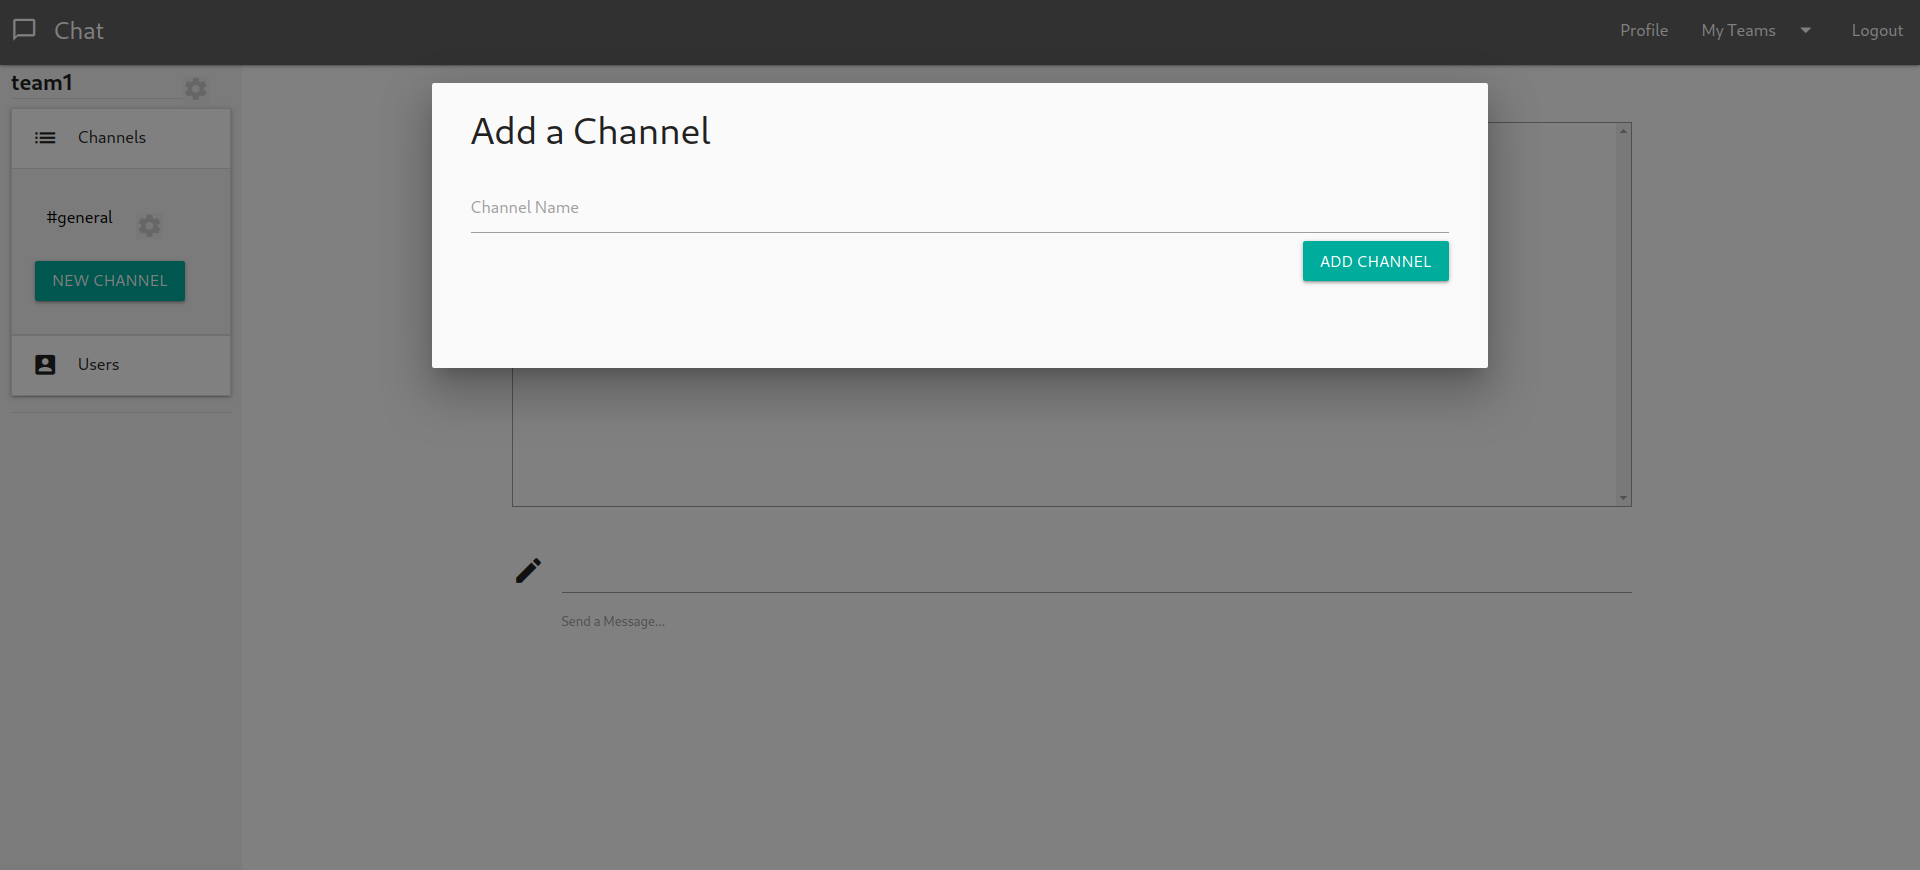 Chat
Profile
My Teams
Logout
team1
Channels
#general
NEW CHANNEL
Users
Add a Channel
Channel Name
ADD CHANNEL
Send a Message...